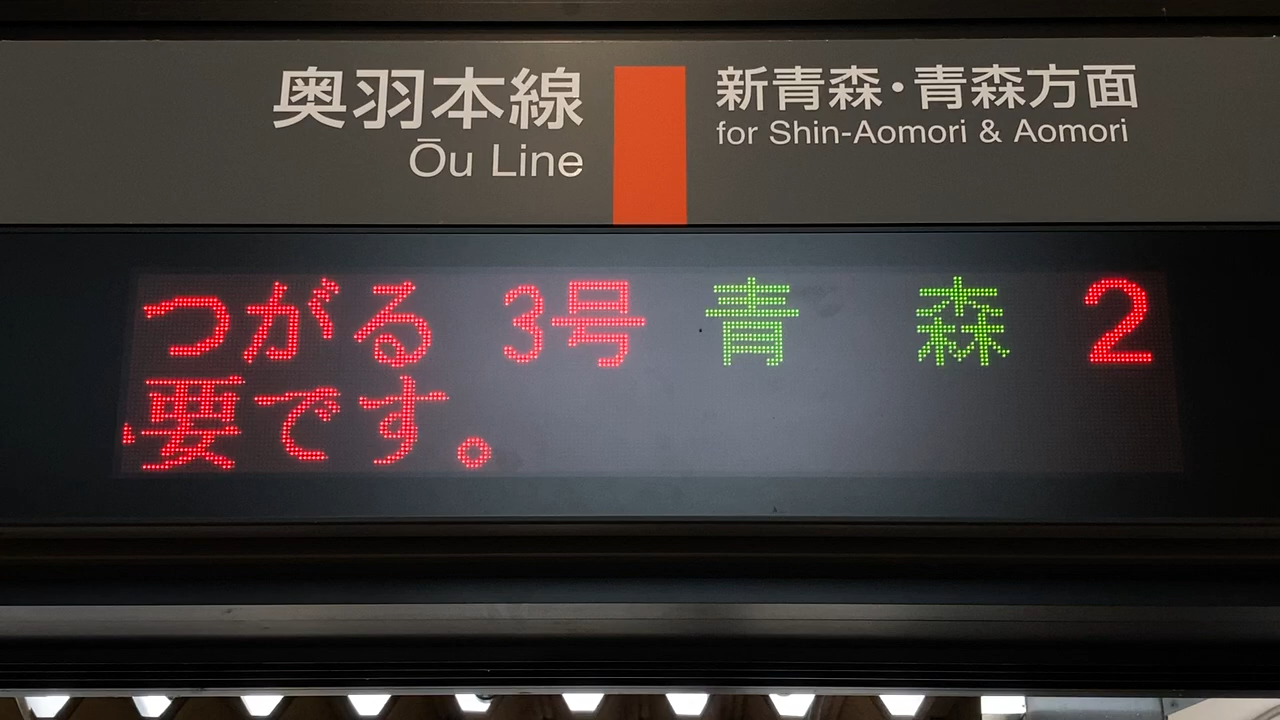 奥羽本線
Ōu Line
新青森・青森方面
for Shin-Aomori & Aomori
つがる 3号 青 森 2
要です。